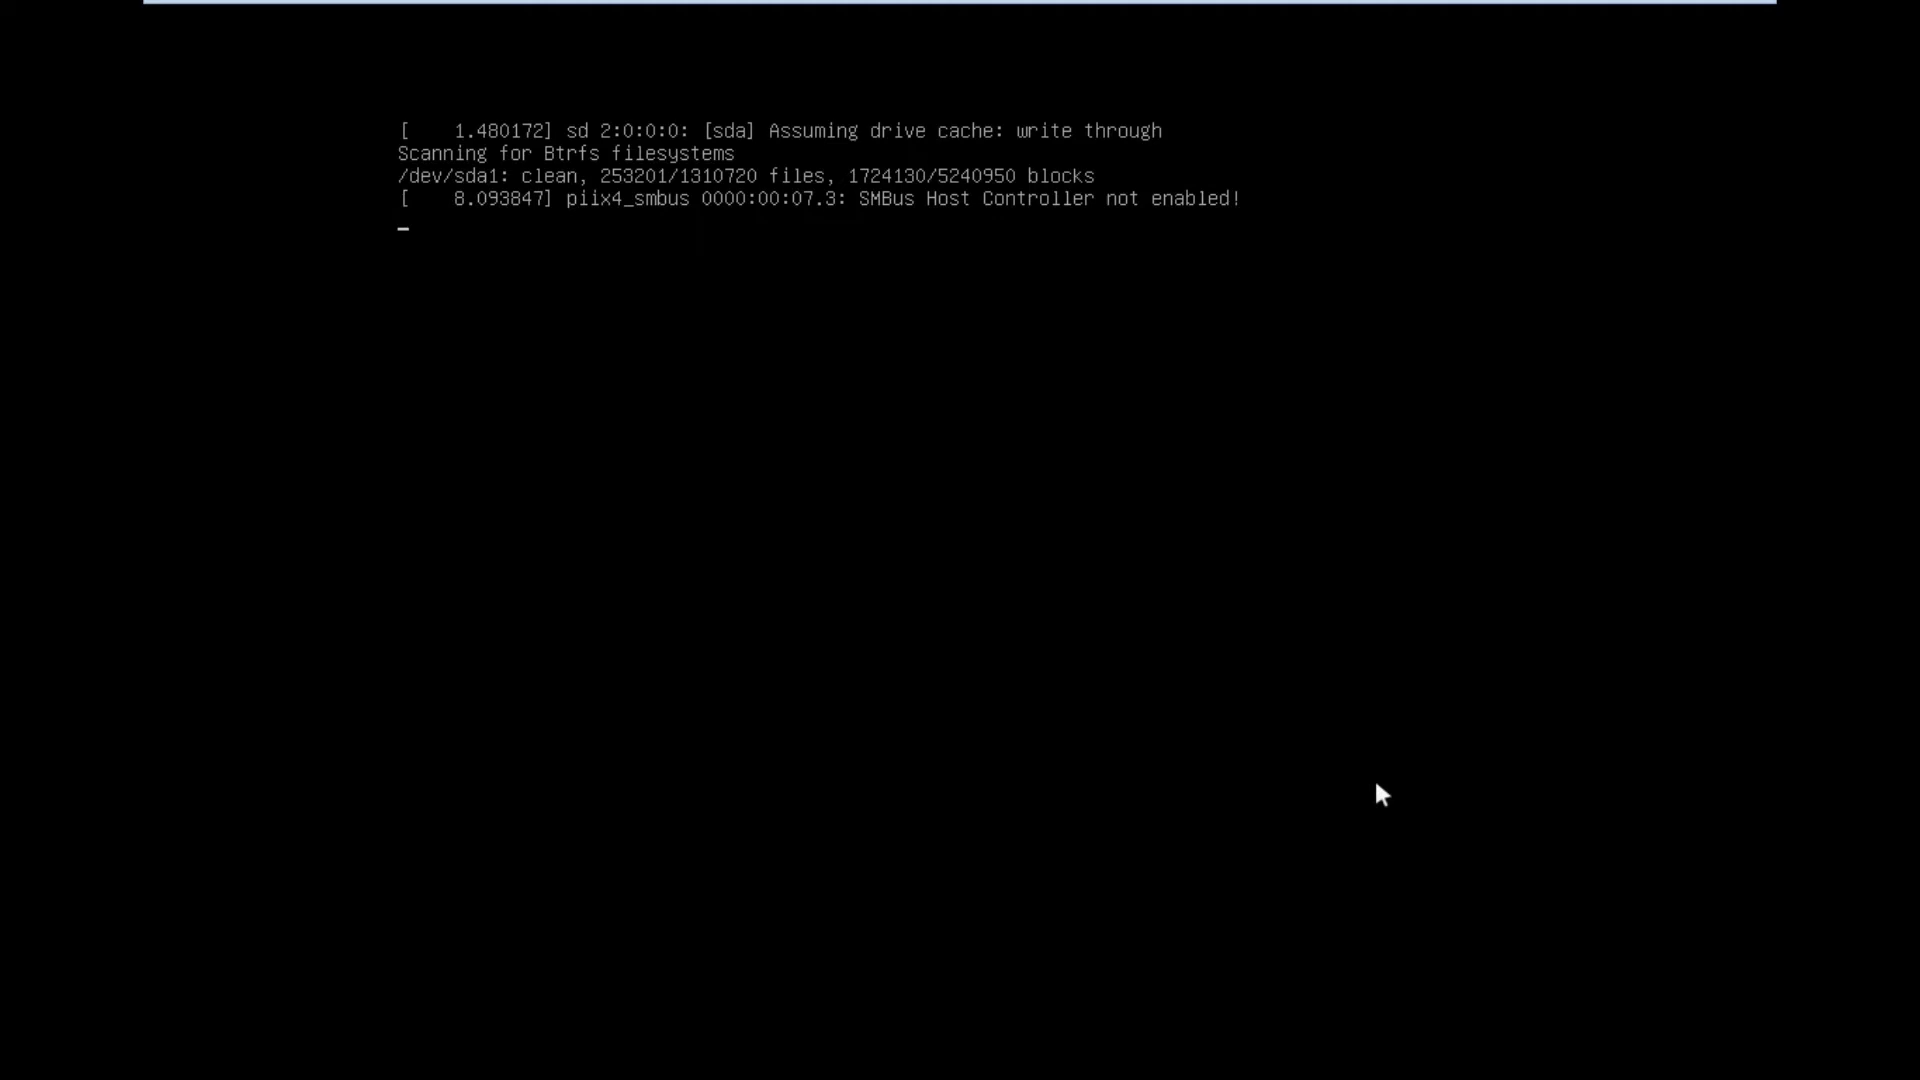 [    1.480172] sd 2:0:0:0: [sda] Assuming drive cache: write through
Scanning for Btrfs filesystems
/dev/sda1: clean, 253201/1310720 files, 1724130/5240950 blocks
[    8.093847] piix4_smbus 0000:00:07.3: SMBus Host Controller not enabled!